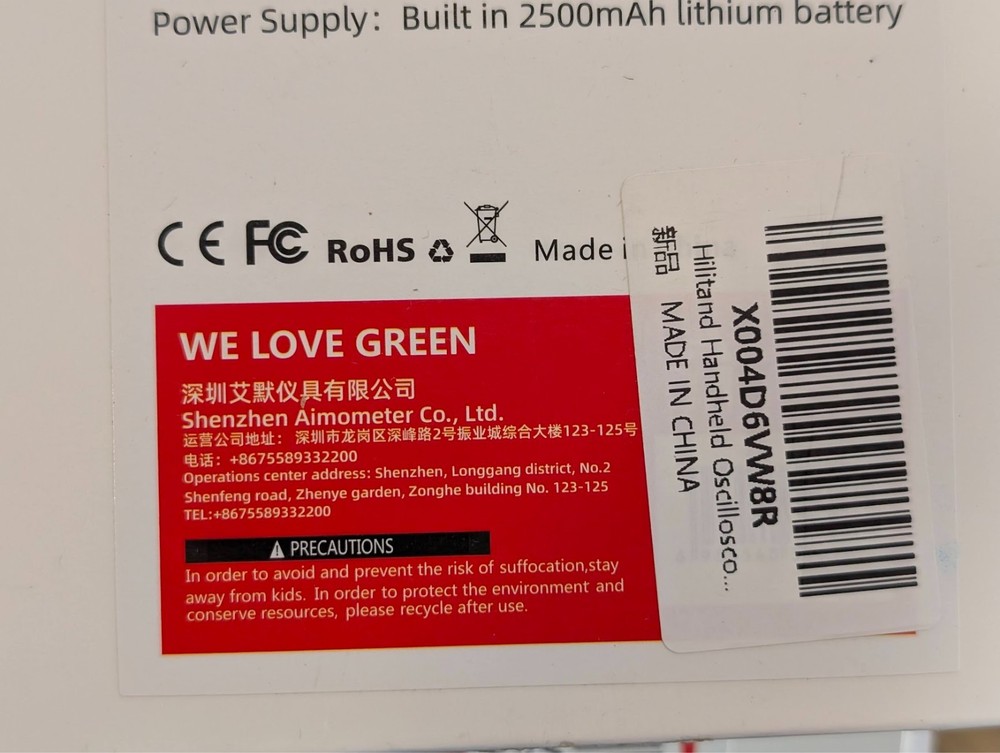 Power Supply：Built in 2500mAh lithium battery
CE FC RoHS Made i
WE LOVE GREEN
深圳艾默仪具有限公司
Shenzhen Aimometer Co., Ltd.
运营公司地址： 深圳市龙岗区深峰路2号振业城综合大楼123-125号
电话：+8675589332200
Operations center address: Shenzhen, Longgang district, No.2
Shenfeng road, Zhenye garden, Zonghe building No. 123-125
TEL:+8675589332200
PRECAUTIONS
In order to avoid and prevent the risk of suffocation,stay
away from kids. In order to protect the environment and
conserve resources, please recycle after use.
X004D6VW8R
Hilitand Handheld Oscillosco...
新品 MADE IN CHINA